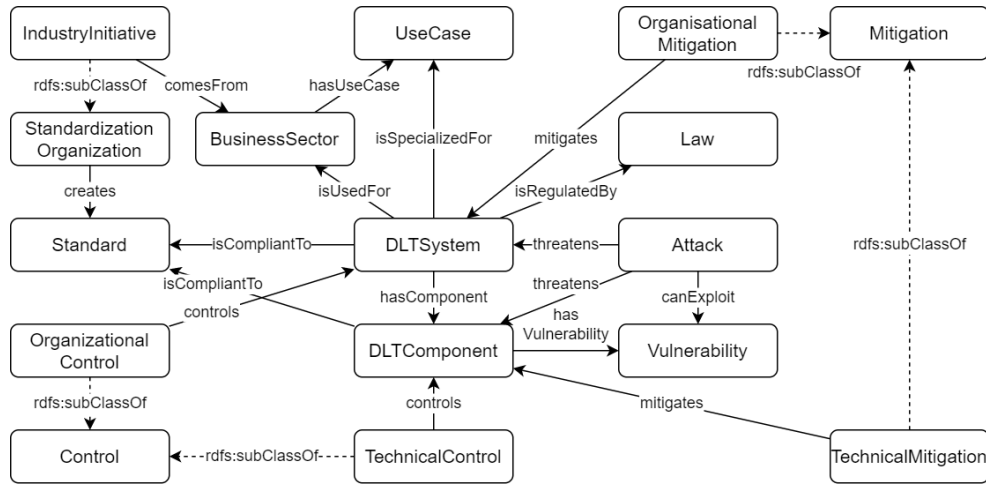 IndustryInitiative
UseCase
Organisational
Mitigation
Mitigation
rdfs:subClassOf
rdfs:subClassOf
comesFrom
hasUseCase
Standardization
Organization
BusinessSector
isSpecializedFor
mitigates
Law
creates
isUsedFor
isRegulatedBy
Standard
isCompliantTo
DLTSystem
threatens
Attack
rdfs:subClassOf
isCompliantTo
controls
hasComponent
threatens
canExploit
has
Vulnerability
Organizational
Control
DLTComponent
Vulnerability
rdfs:subClassOf
controls
mitigates
Control
rdfs:subClassOf
TechnicalControl
TechnicalMitigation